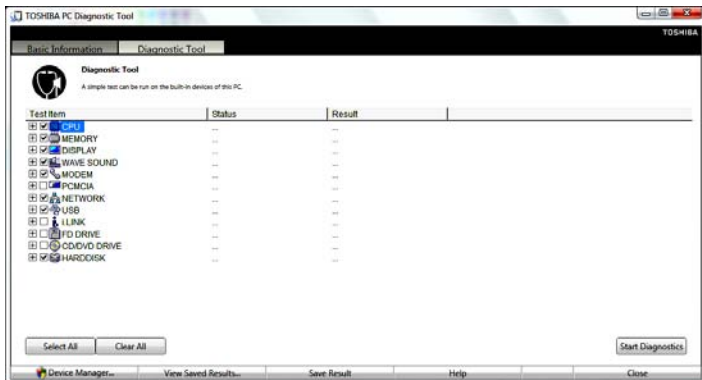 TOSHIBA PC Diagnostic Tool
TOSHIBA
Basic Information Diagnostic Tool
Diagnostic Tool
A simple test can be run on the built-in devices of this PC.
Test Item Status Result
CPU ... ...
MEMORY ... ...
DISPLAY ... ...
WAVE SOUND ... ...
MODEM ... ...
PCMCIA ... ...
NETWORK ... ...
USB ... ...
i.LINK ... ...
FD DRIVE ... ...
CD/DVD DRIVE ... ...
HARDDISK ... ...
Select All Clear All Start Diagnostics
Device Manager... View Saved Results... Save Result Help Close